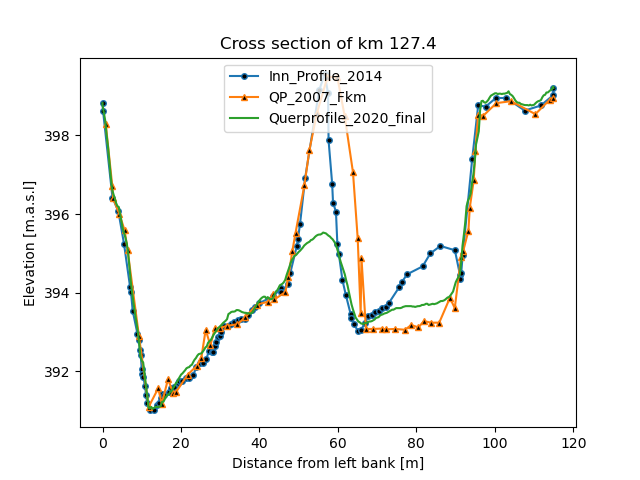 Cross section of km 127.4
Inn_Profile_2014
QP_2007_Fkm
Querprofile_2020_final
Elevation [m.a.s.l]
398
396
394
392
0 20 40 60 80 100 120
Distance from left bank [m]